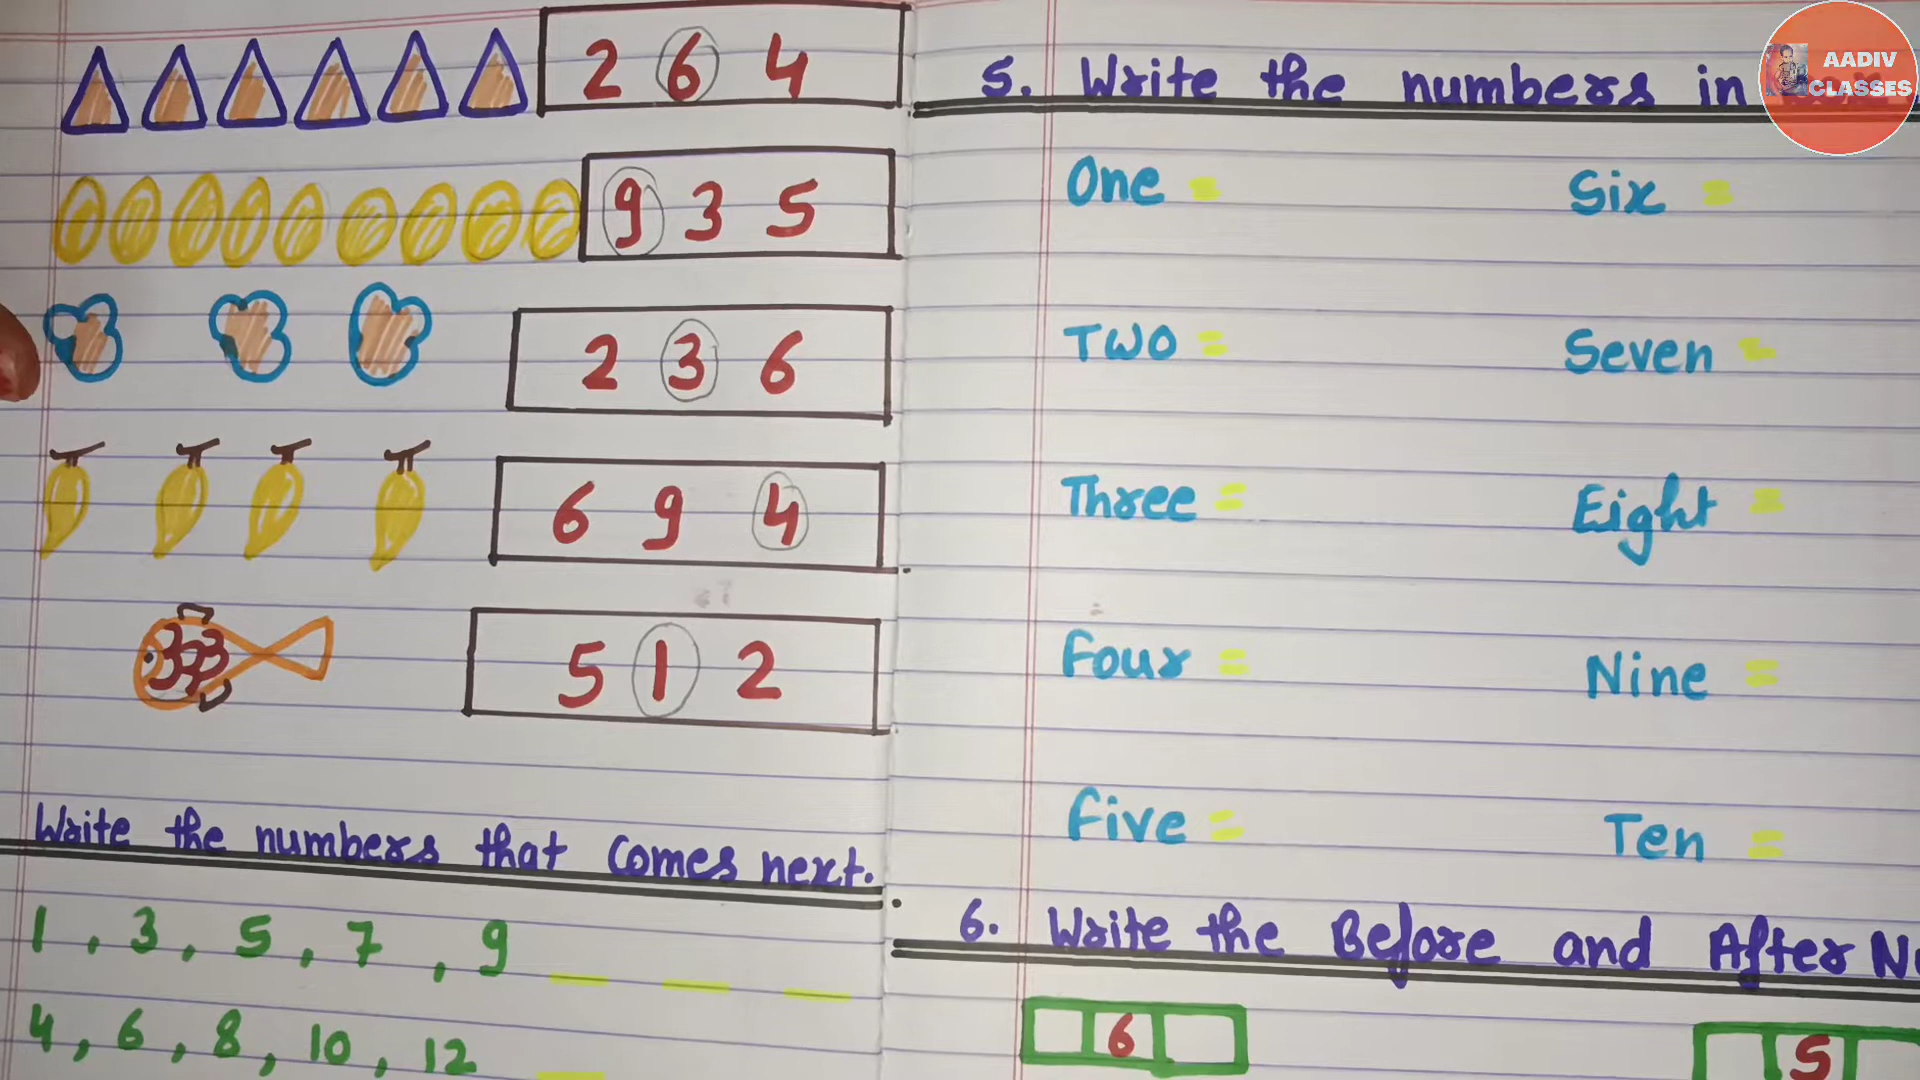 2 6 4
9 3 5
2 3 6
6 9 4
5 1 2
Write the numbers that comes next.
1, 3, 5, 7, 9 _ _ _
4, 6, 8, 10, 12 _
5. Write the numbers in
One =
Six =
Two =
Seven =
Three =
Eight =
Four =
Nine =
Five =
Ten =
6. Write the Before and After
6
5
AADIV
CLASSES